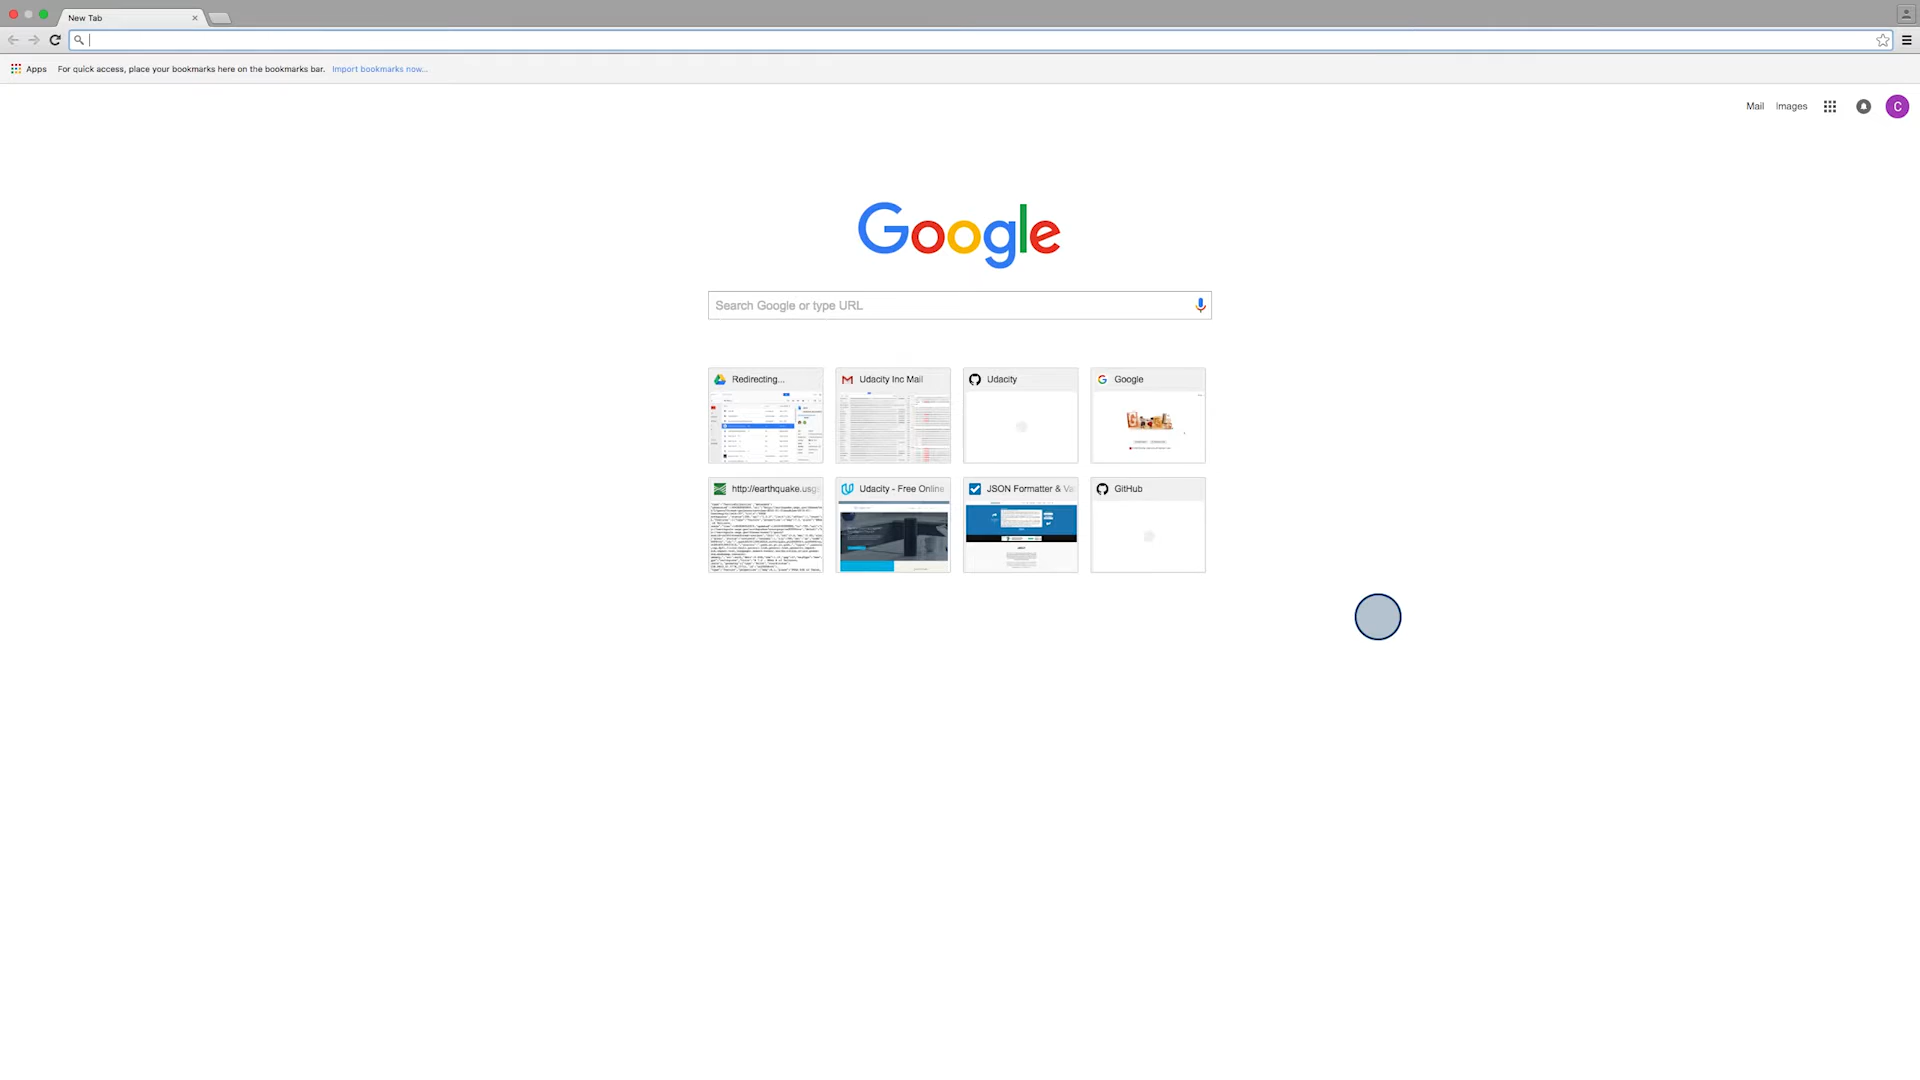 New Tab
Apps For quick access, place your bookmarks here on the bookmarks bar. Import bookmarks now...
Mail Images
C
Google
Search Google or type URL
Redirecting... Udacity Inc Mail Udacity Google
http://earthquake.usgs Udacity - Free Online JSON Formatter & Va GitHub